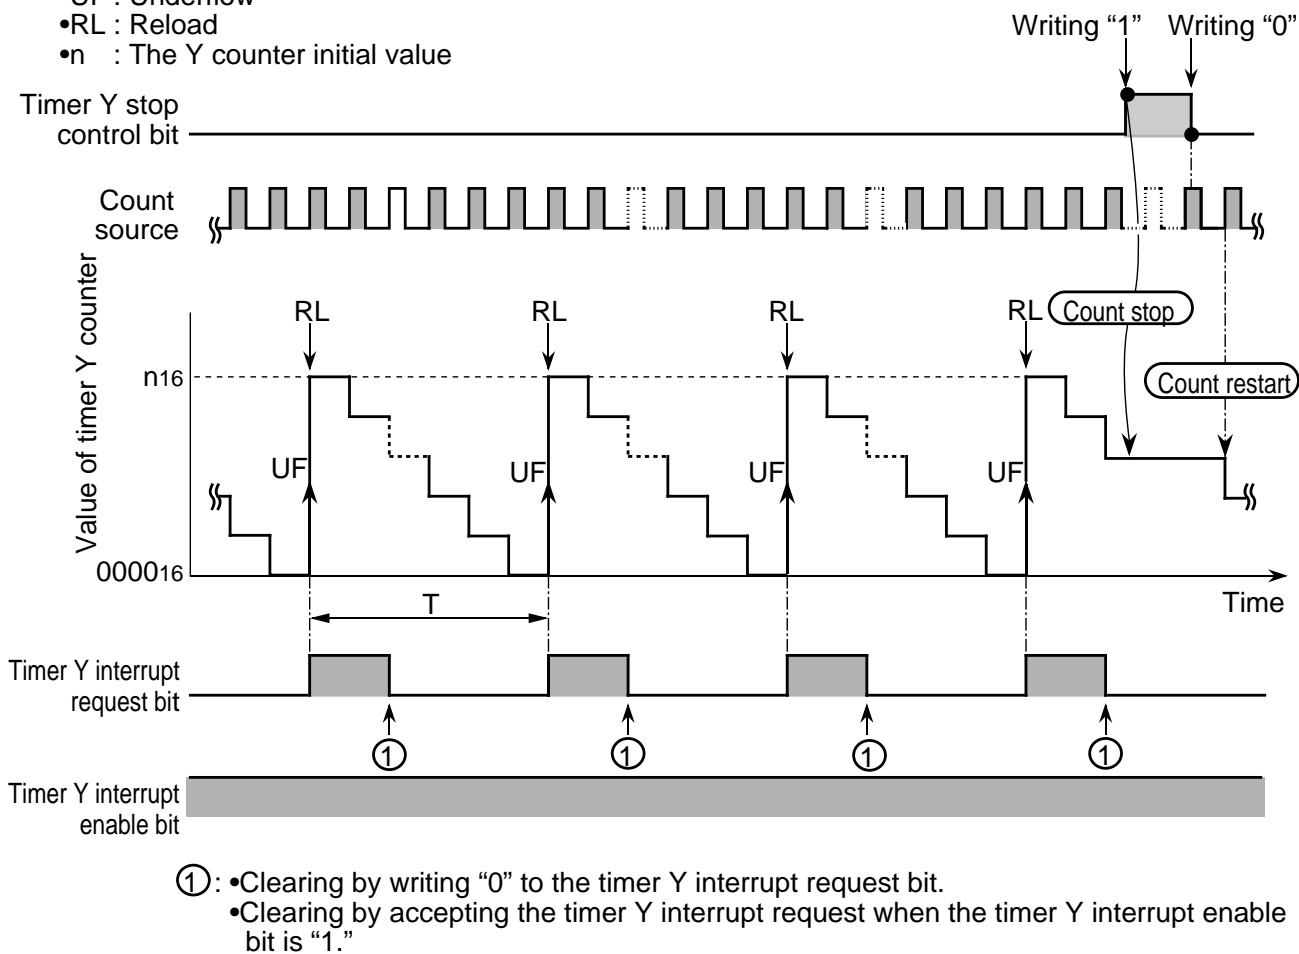 UF : Underflow
•RL : Reload
•n : The Y counter initial value
Writing “1” Writing “0”
Timer Y stop
control bit
Count
source
Value of timer Y counter
RL RL RL RL
Count stop
n16
Count restart
UF UF UF UF
000016
T
Time
Timer Y interrupt
request bit
1 1 1 1
Timer Y interrupt
enable bit
1 : •Clearing by writing “0” to the timer Y interrupt request bit.
•Clearing by accepting the timer Y interrupt request when the timer Y interrupt enable
bit is “1.”